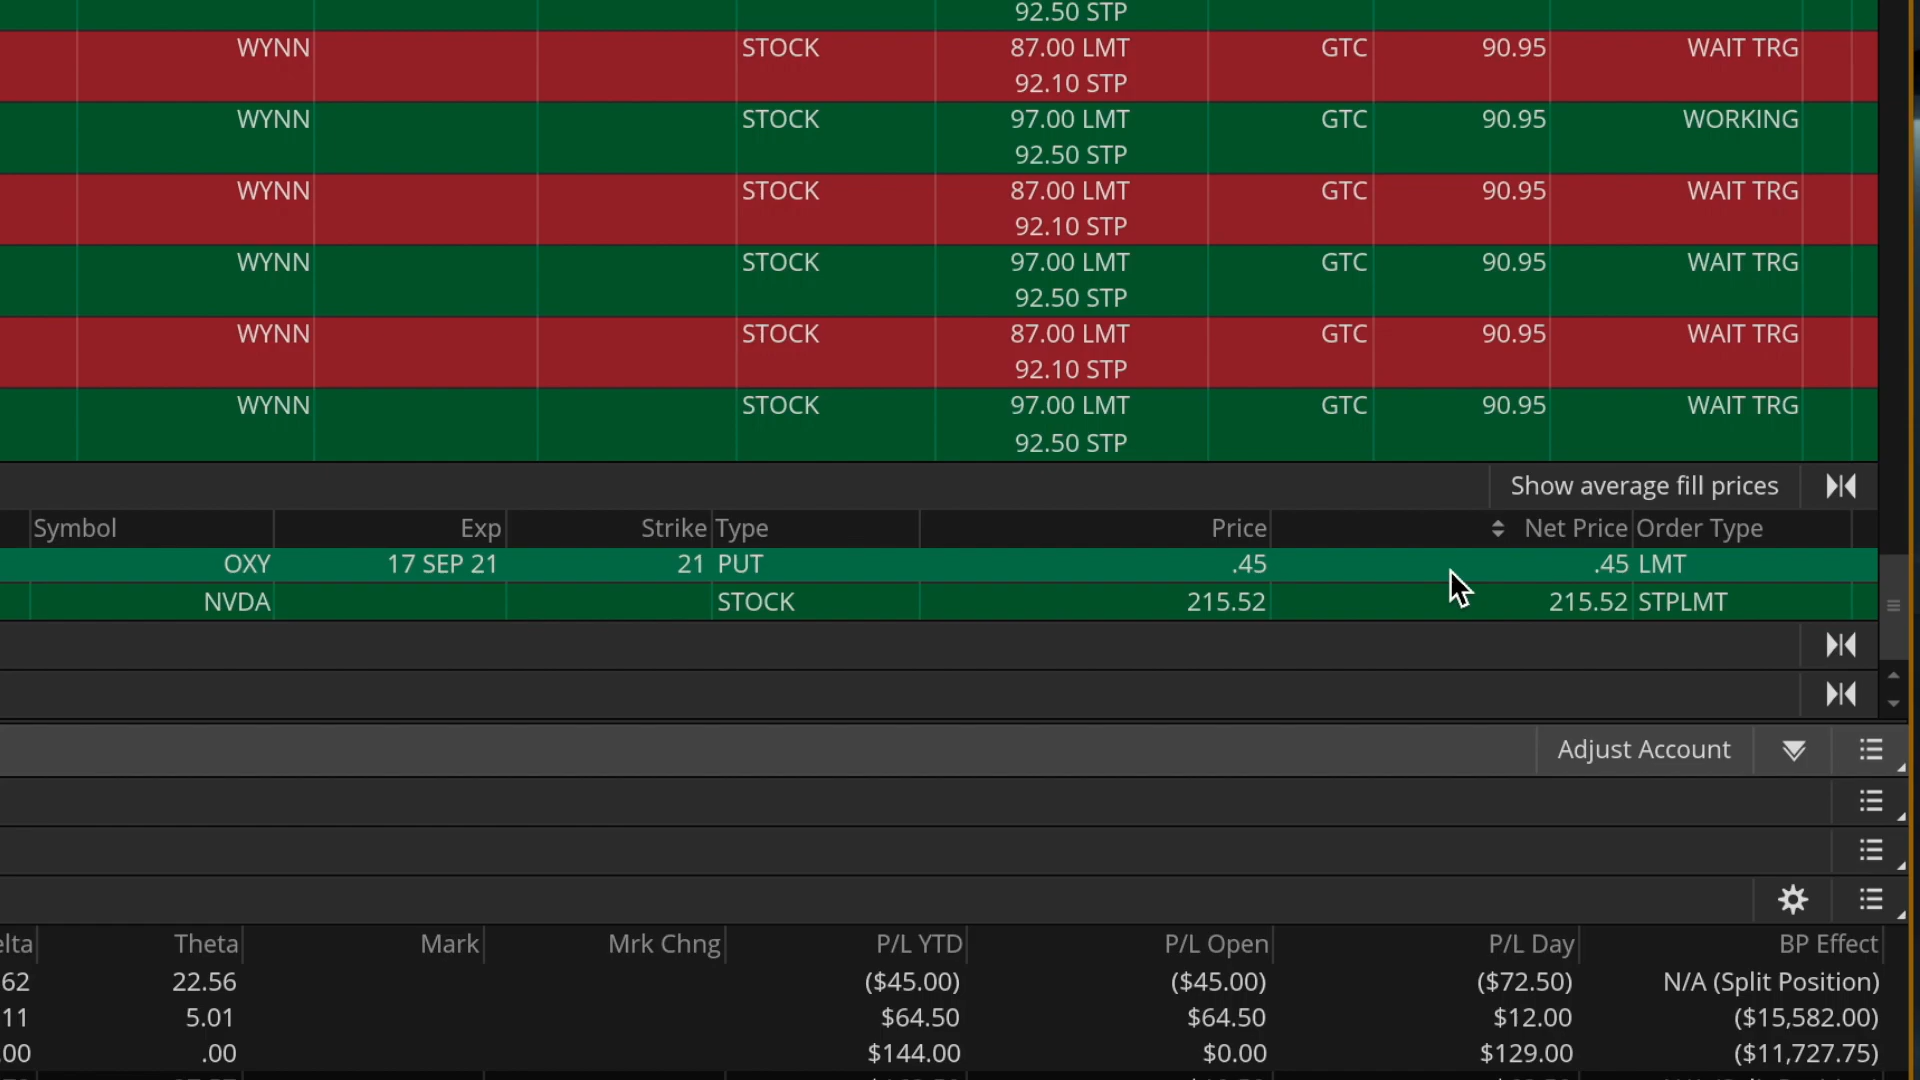 92.50 STP
WYNN STOCK 87.00 LMT GTC 90.95 WAIT TRG
92.10 STP
WYNN STOCK 97.00 LMT GTC 90.95 WORKING
92.50 STP
WYNN STOCK 87.00 LMT GTC 90.95 WAIT TRG
92.10 STP
WYNN STOCK 97.00 LMT GTC 90.95 WAIT TRG
92.50 STP
WYNN STOCK 87.00 LMT GTC 90.95 WAIT TRG
92.10 STP
WYNN STOCK 97.00 LMT GTC 90.95 WAIT TRG
92.50 STP
Show average fill prices
Symbol Exp Strike Type Price Net Price Order Type
OXY 17 SEP 21 21 PUT .45 .45 LMT
NVDA STOCK 215.52 215.52 STPLMT
Adjust Account
elta Theta Mark Mrk Chng P/L YTD P/L Open P/L Day BP Effect
62 22.56 ($45.00) ($45.00) ($72.50) N/A (Split Position)
11 5.01 $64.50 $64.50 $12.00 ($15,582.00)
.00 .00 $144.00 $0.00 $129.00 ($11,727.75)